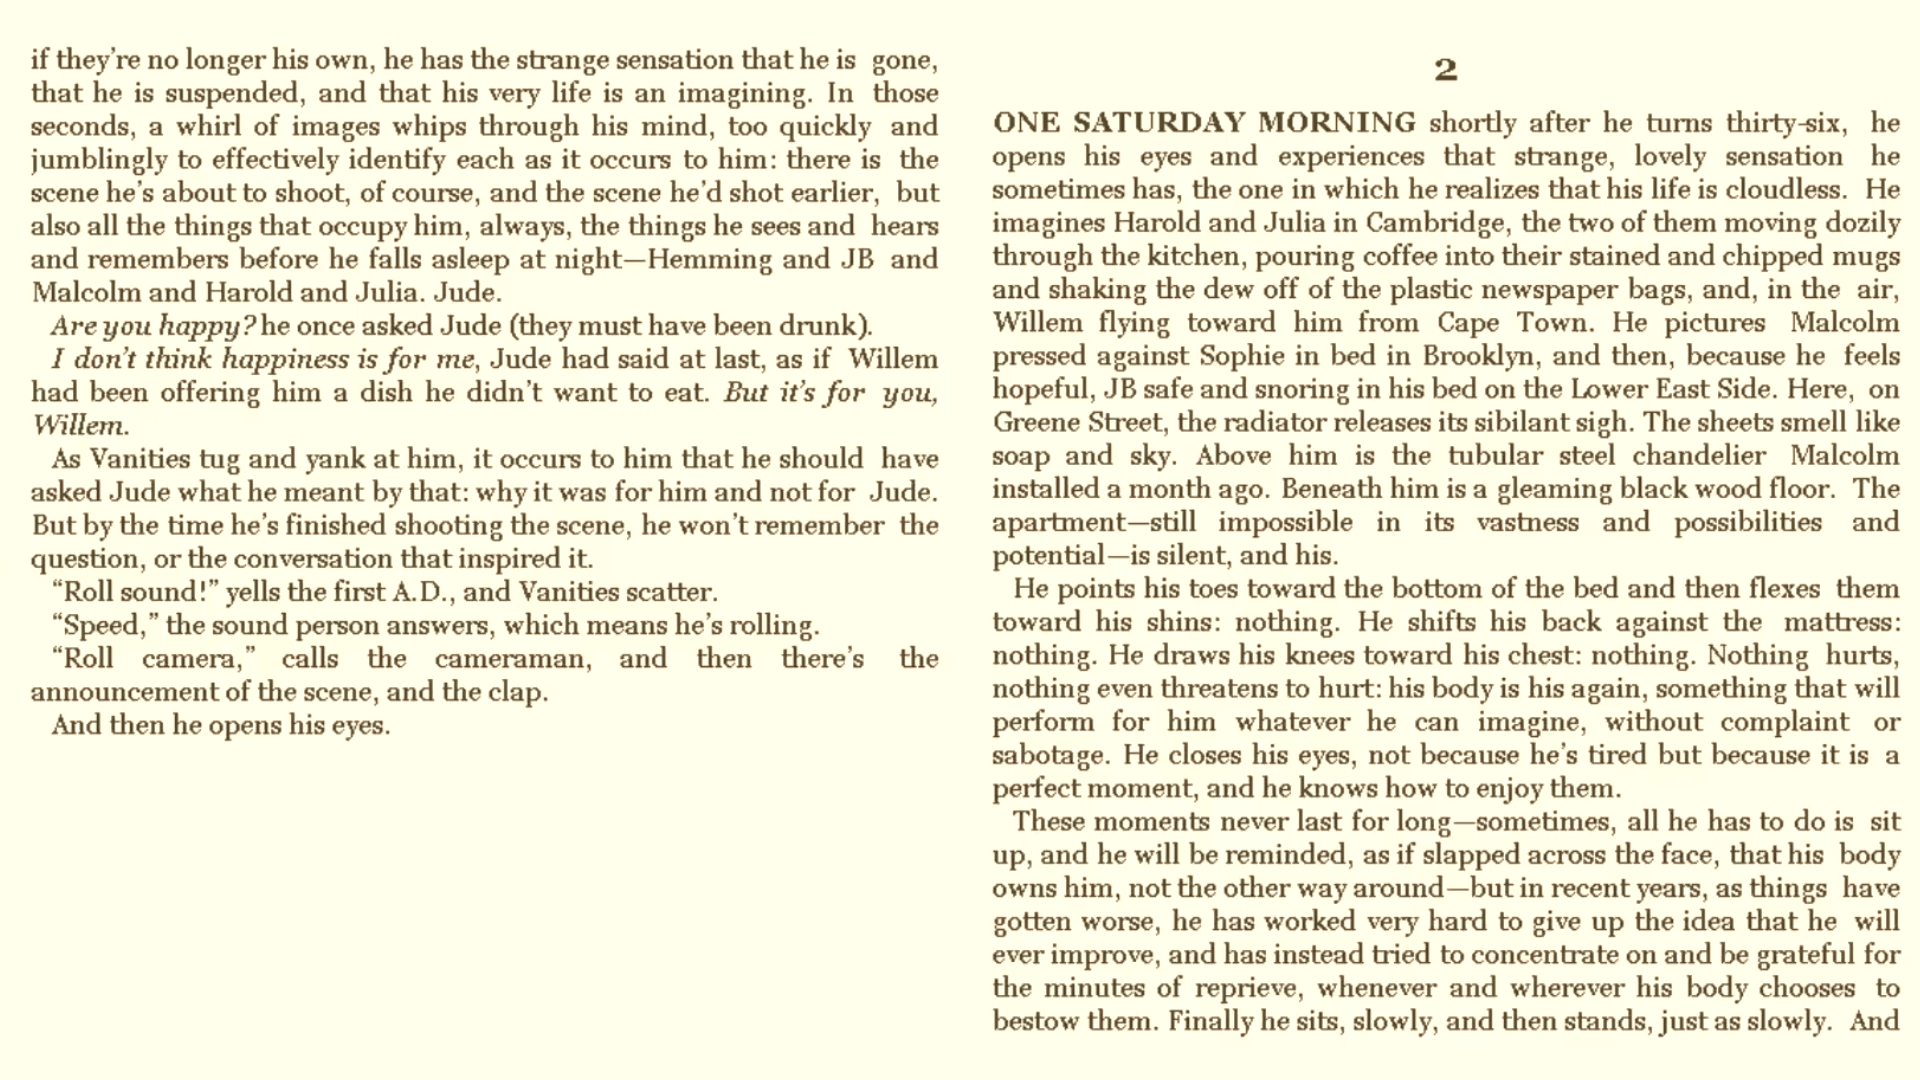 if they’re no longer his own, he has the strange sensation that he is gone,
that he is suspended, and that his very life is an imagining. In those
seconds, a whirl of images whips through his mind, too quickly and
jumblingly to effectively identify each as it occurs to him: there is the
scene he’s about to shoot, of course, and the scene he’d shot earlier, but
also all the things that occupy him, always, the things he sees and hears
and remembers before he falls asleep at night—Hemming and JB and
Malcolm and Harold and Julia. Jude.
Are you happy? he once asked Jude (they must have been drunk).
I don’t think happiness is for me, Jude had said at last, as if Willem
had been offering him a dish he didn’t want to eat. But it’s for you,
Willem.
As Vanities tug and yank at him, it occurs to him that he should have
asked Jude what he meant by that: why it was for him and not for Jude.
But by the time he’s finished shooting the scene, he won’t remember the
question, or the conversation that inspired it.
“Roll sound!” yells the first A.D., and Vanities scatter.
“Speed,” the sound person answers, which means he’s rolling.
“Roll camera,” calls the cameraman, and then there’s the
announcement of the scene, and the clap.
And then he opens his eyes.
2
ONE SATURDAY MORNING shortly after he turns thirty-six, he
opens his eyes and experiences that strange, lovely sensation he
sometimes has, the one in which he realizes that his life is cloudless. He
imagines Harold and Julia in Cambridge, the two of them moving dozily
through the kitchen, pouring coffee into their stained and chipped mugs
and shaking the dew off of the plastic newspaper bags, and, in the air,
Willem flying toward him from Cape Town. He pictures Malcolm
pressed against Sophie in bed in Brooklyn, and then, because he feels
hopeful, JB safe and snoring in his bed on the Lower East Side. Here, on
Greene Street, the radiator releases its sibilant sigh. The sheets smell like
soap and sky. Above him is the tubular steel chandelier Malcolm
installed a month ago. Beneath him is a gleaming black wood floor. The
apartment—still impossible in its vastness and possibilities and
potential—is silent, and his.
He points his toes toward the bottom of the bed and then flexes them
toward his shins: nothing. He shifts his back against the mattress:
nothing. He draws his knees toward his chest: nothing. Nothing hurts,
nothing even threatens to hurt: his body is his again, something that will
perform for him whatever he can imagine, without complaint or
sabotage. He closes his eyes, not because he’s tired but because it is a
perfect moment, and he knows how to enjoy them.
These moments never last for long—sometimes, all he has to do is sit
up, and he will be reminded, as if slapped across the face, that his body
owns him, not the other way around—but in recent years, as things have
gotten worse, he has worked very hard to give up the idea that he will
ever improve, and has instead tried to concentrate on and be grateful for
the minutes of reprieve, whenever and wherever his body chooses to
bestow them. Finally he sits, slowly, and then stands, just as slowly. And